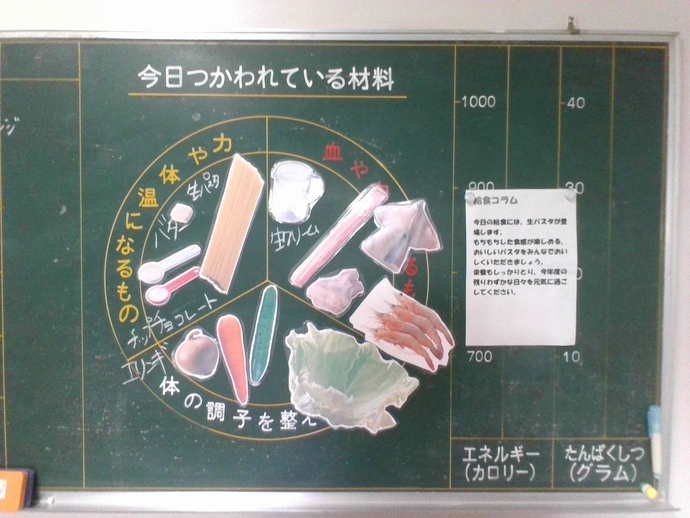 今日つかわれている材料
力や体温になるもの
血や
るも
体の調子を整え
生パスタ
バター
生クリーム
チップチョコレート
エリンギ
1000
900
700
40
30
10
エネルギー
(カロリー)
たんぱくしつ
(グラム)
給食コラム
今日の給食には、生パスタが登
場します。
もちもちした食感が楽しめる、
おいしいパスタをみんなでおい
しくいただきましょう。
栄養もしっかりとり、今年度の
残りわずかな日々を元気に過ご
してください。